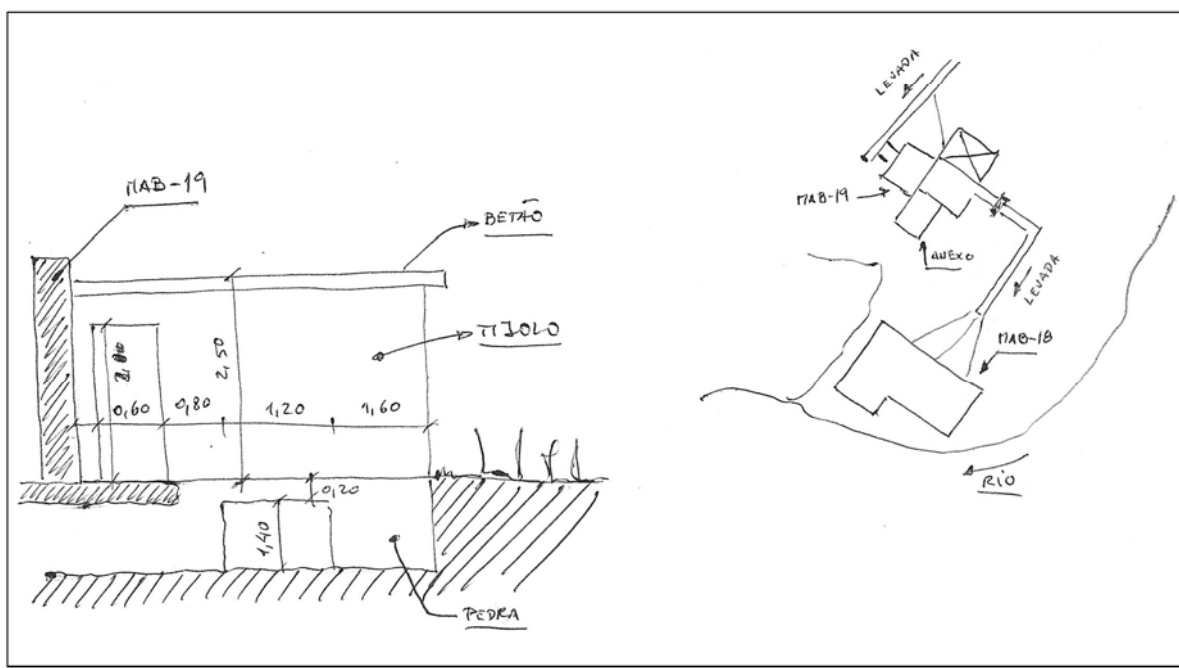 MAB-19
BETÃO
TIJOLO
2,50
0,60
0,80
1,20
1,60
0,20
1,40
PEDRA
LEVADA
MAB-19
ANEXO
LEVADA
MAB-18
RIO